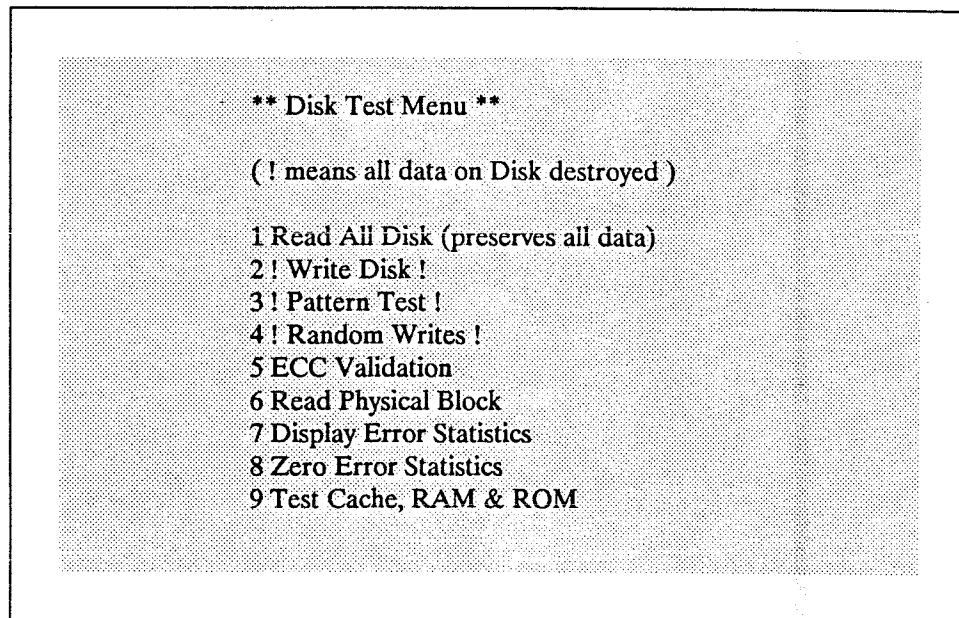 ** Disk Test Menu **
( ! means all data on Disk destroyed )
1 Read All Disk (preserves all data)
2 ! Write Disk !
3 ! Pattern Test !
4 ! Random Writes !
5 ECC Validation
6 Read Physical Block
7 Display Error Statistics
8 Zero Error Statistics
9 Test Cache, RAM & ROM